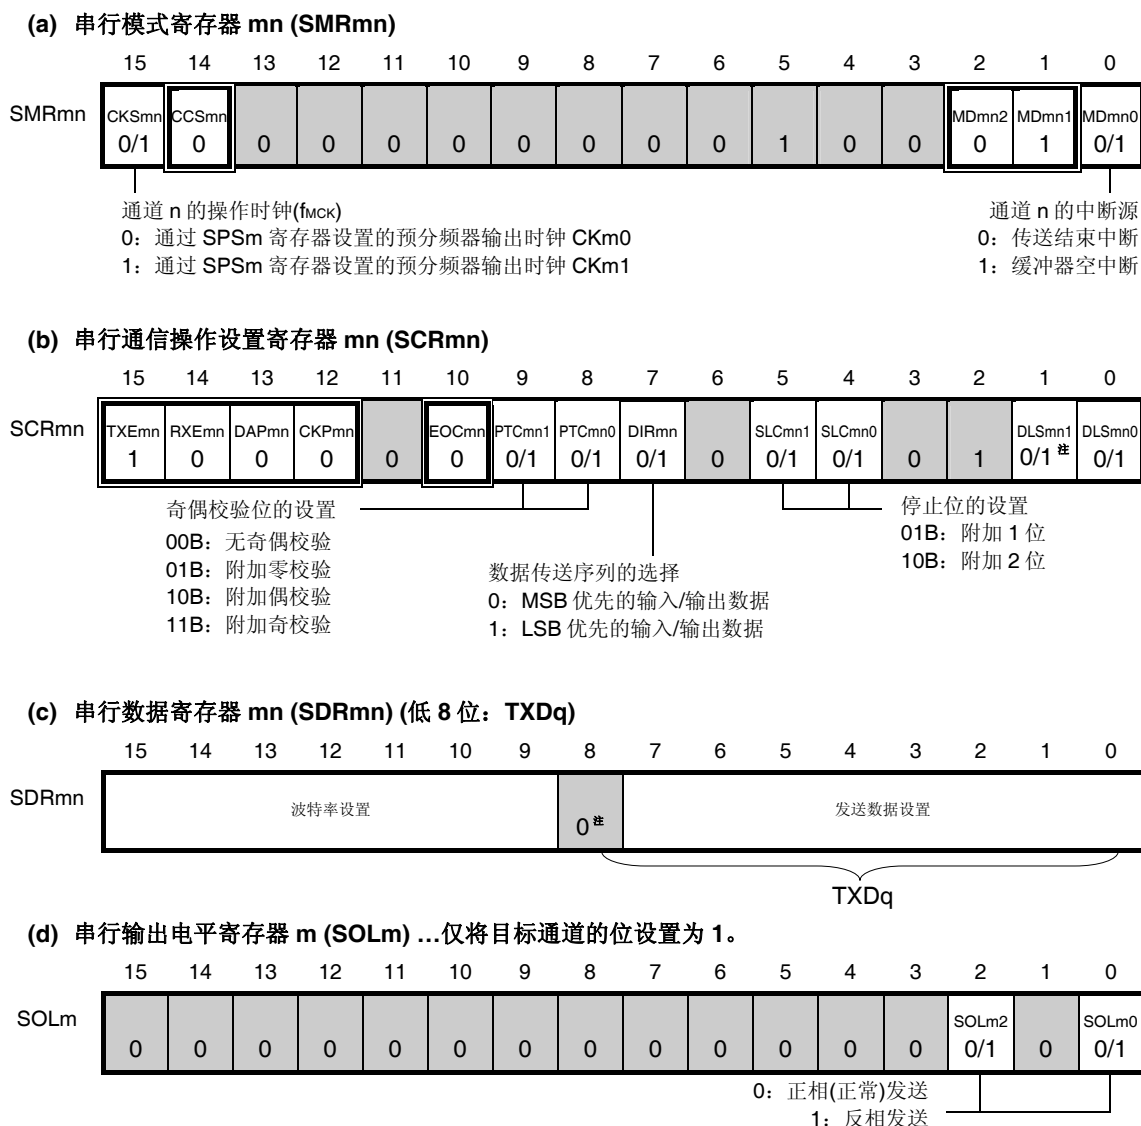 (a) 串行模式寄存器 mn (SMRmn)
15 14 13 12 11 10 9 8 7 6 5 4 3 2 1 0
SMRmn CKSmn CCSmn MDmn2 MDmn1 MDmn0
0/1 0 0 0 0 0 0 0 0 0 1 0 0 0 1 0/1
通道 n 的操作时钟(fMCK) 通道 n 的中断源
0：通过 SPSm 寄存器设置的预分频器输出时钟 CKm0 0：传送结束中断
1：通过 SPSm 寄存器设置的预分频器输出时钟 CKm1 1：缓冲器空中断
(b) 串行通信操作设置寄存器 mn (SCRmn)
15 14 13 12 11 10 9 8 7 6 5 4 3 2 1 0
SCRmn TXEmn RXEmn DAPmn CKPmn EOCmn PTCmn1 PTCmn0 DIRmn SLCmn1 SLCmn0 DLSmn1 DLSmn0
1 0 0 0 0 0 0/1 0/1 0/1 0 0/1 0/1 0 1 0/1注 0/1
奇偶校验位的设置 停止位的设置
00B：无奇偶校验 01B：附加 1 位
01B：附加零校验 数据传送序列的选择 10B：附加 2 位
10B：附加偶校验 0：MSB 优先的输入/输出数据
11B：附加奇校验 1：LSB 优先的输入/输出数据
(c) 串行数据寄存器 mn (SDRmn) (低 8 位：TXDq)
15 14 13 12 11 10 9 8 7 6 5 4 3 2 1 0
SDRmn 波特率设置 0注 发送数据设置
TXDq
(d) 串行输出电平寄存器 m (SOLm) …仅将目标通道的位设置为 1。
15 14 13 12 11 10 9 8 7 6 5 4 3 2 1 0
SOLm SOLm2 SOLm0
0 0 0 0 0 0 0 0 0 0 0 0 0 0/1 0 0/1
0：正相(正常)发送
1：反相发送